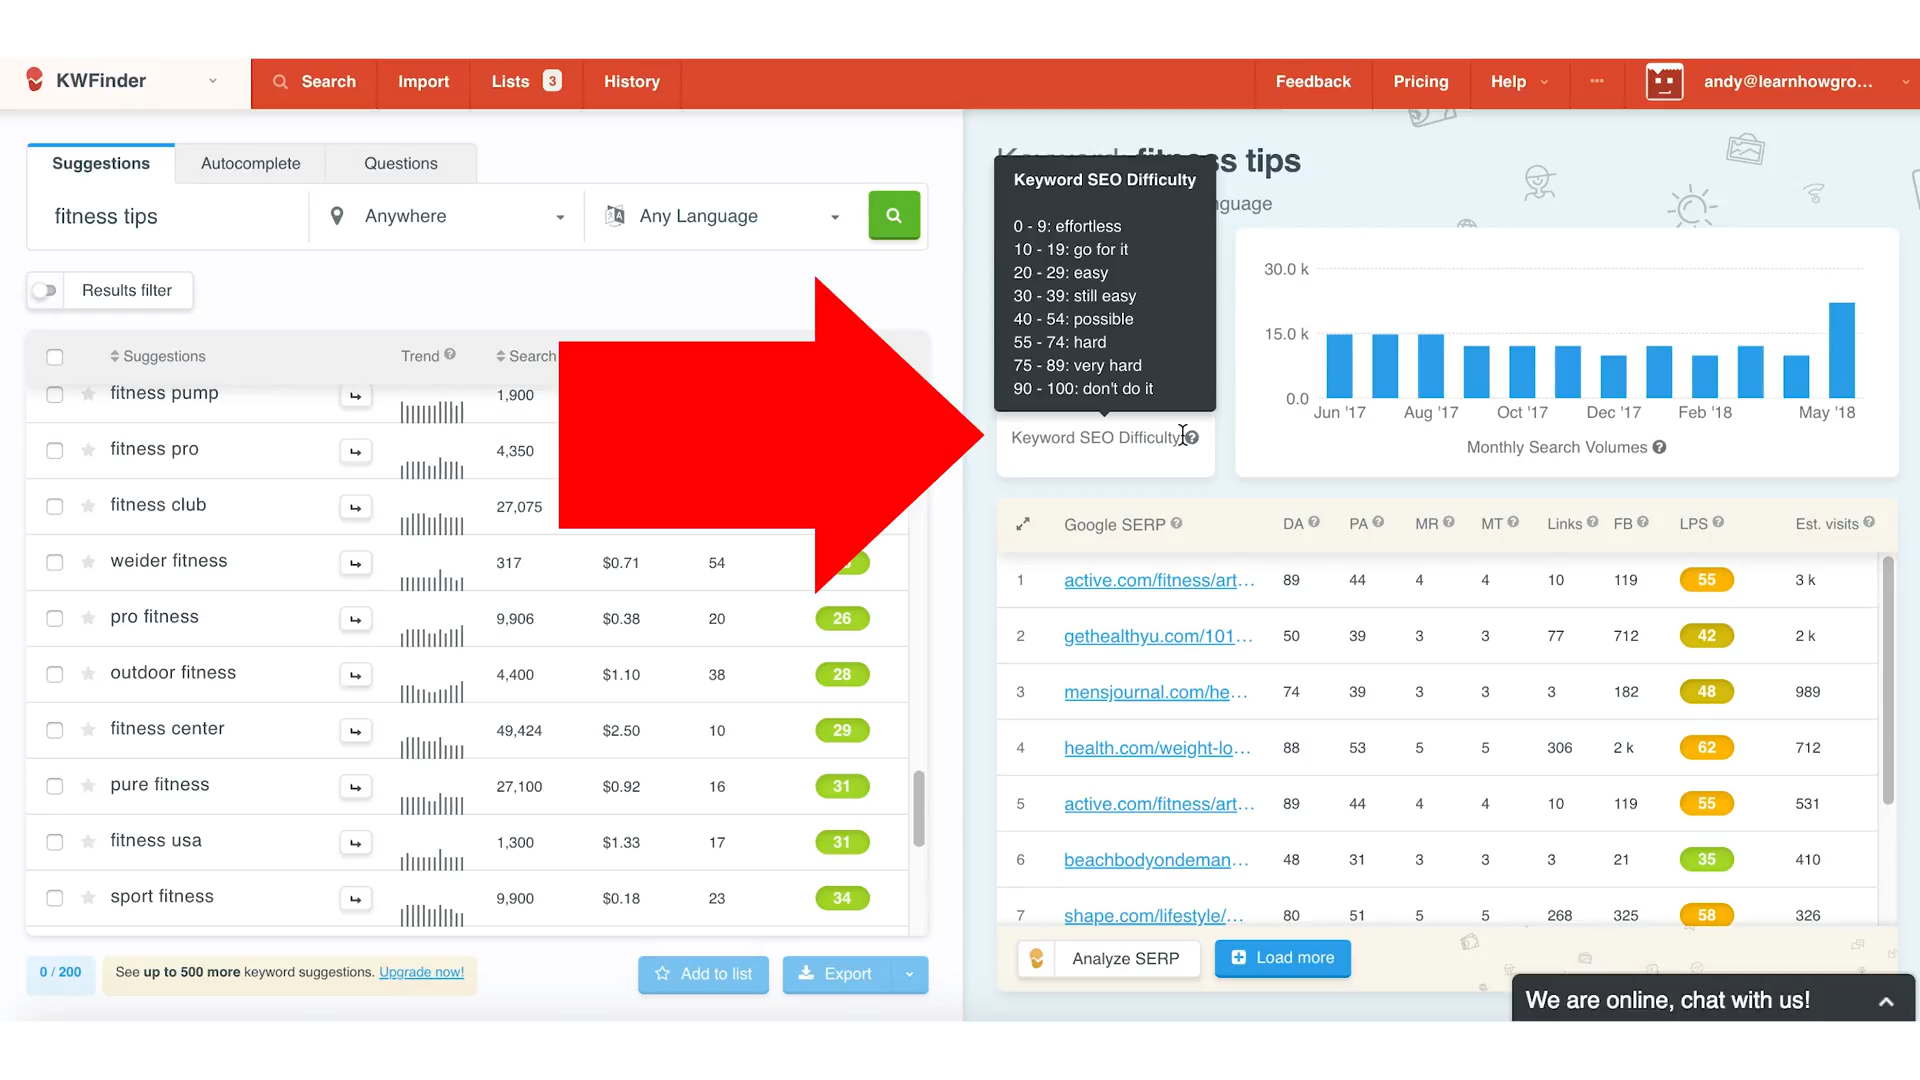 KWFinder
Search
Import
Lists 3
History
Feedback
Pricing
Help
andy@learnhowgro...
Suggestions
Autocomplete
Questions
fitness tips
Anywhere
Any Language
Results filter
Suggestions Trend Search
fitness pump 1,900
fitness pro 4,350
fitness club 27,075
weider fitness 317 $0.71 54
pro fitness 9,906 $0.38 20 26
outdoor fitness 4,400 $1.10 38 28
fitness center 49,424 $2.50 10 29
pure fitness 27,100 $0.92 16 31
fitness usa 1,300 $1.33 17 31
sport fitness 9,900 $0.18 23 34
0 / 200
See up to 500 more keyword suggestions. Upgrade now!
Add to list
Export
fitness tips
Keyword SEO Difficulty
0 - 9: effortless
10 - 19: go for it
20 - 29: easy
30 - 39: still easy
40 - 54: possible
55 - 74: hard
75 - 89: very hard
90 - 100: don't do it
Keyword SEO Difficulty
30.0 k
15.0 k
0.0
Jun '17 Aug '17 Oct '17 Dec '17 Feb '18 May '18
Monthly Search Volumes
Google SERP DA PA MR MT Links FB LPS Est. visits
1 active.com/fitness/art... 89 44 4 4 10 119 55 3 k
2 gethealthyu.com/101... 50 39 3 3 77 712 42 2 k
3 mensjournal.com/he... 74 39 3 3 3 182 48 989
4 health.com/weight-lo... 88 53 5 5 306 2 k 62 712
5 active.com/fitness/art... 89 44 4 4 10 119 55 531
6 beachbodyondeman... 48 31 3 3 3 21 35 410
7 shape.com/lifestyle/... 80 51 5 5 268 325 58 326
Analyze SERP
Load more
We are online, chat with us!